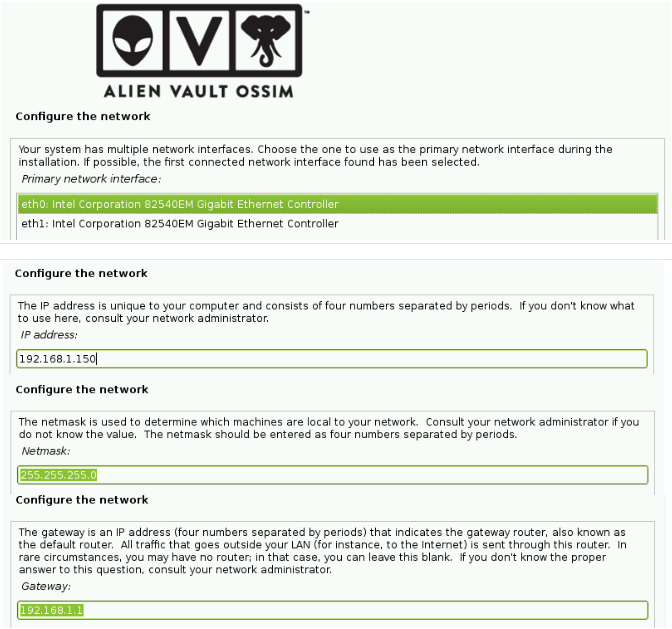 OV
™
ALIEN VAULT OSSIM
Configure the network
Your system has multiple network interfaces. Choose the one to use as the primary network interface during the
installation. If possible, the first connected network interface found has been selected.
Primary network interface:
eth0: Intel Corporation 82540EM Gigabit Ethernet Controller
eth1: Intel Corporation 82540EM Gigabit Ethernet Controller
Configure the network
The IP address is unique to your computer and consists of four numbers separated by periods.  If you don't know what
to use here, consult your network administrator.
IP address:
192.168.1.150
Configure the network
The netmask is used to determine which machines are local to your network.  Consult your network administrator if you
do not know the value.  The netmask should be entered as four numbers separated by periods.
Netmask:
255.255.255.0
Configure the network
The gateway is an IP address (four numbers separated by periods) that indicates the gateway router, also known as
the default router.  All traffic that goes outside your LAN (for instance, to the Internet) is sent through this router.  In
rare circumstances, you may have no router; in that case, you can leave this blank.  If you don't know the proper
answer to this question, consult your network administrator.
Gateway:
192.168.1.1